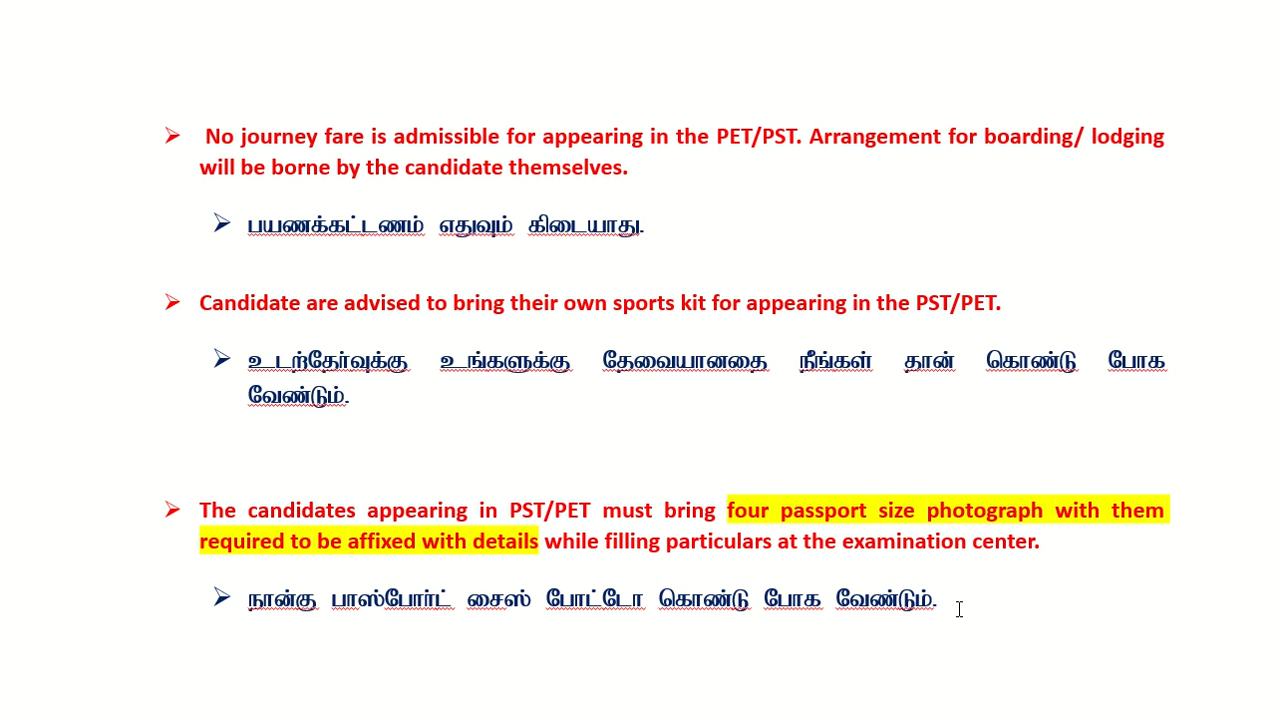 No journey fare is admissible for appearing in the PET/PST. Arrangement for boarding/ lodging
will be borne by the candidate themselves.
பயணக்கட்டணம் எதுவும் கிடையாது.
Candidate are advised to bring their own sports kit for appearing in the PST/PET.
உடற்தேர்வுக்கு உங்களுக்கு தேவையானதை நீங்கள் தான் கொண்டு போக
வேண்டும்.
The candidates appearing in PST/PET must bring four passport size photograph with them
required to be affixed with details while filling particulars at the examination center.
நான்கு பாஸ்போர்ட் சைஸ் போட்டோ கொண்டு போக வேண்டும்.